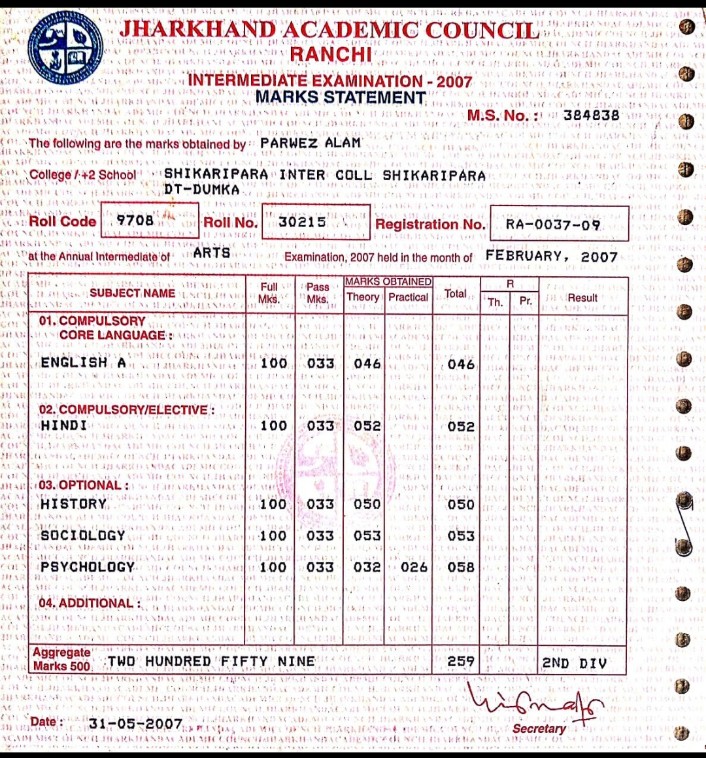 JHARKHAND ACADEMIC COUNCIL
RANCHI
INTERMEDIATE EXAMINATION - 2007
MARKS STATEMENT
M.S. No. : 384838
The following are the marks obtained by PARWEZ ALAM
College / +2 School SHIKARIPARA INTER COLL SHIKARIPARA
DT-DUMKA
Roll Code 9708 Roll No. 30215 Registration No. RA-0037-09
at the Annual Intermediate of ARTS Examination, 2007 held in the month of FEBRUARY, 2007
SUBJECT NAME Full Mks. Pass Mks. MARKS OBTAINED Theory Practical Total R Th. Pr. Result
01. COMPULSORY
CORE LANGUAGE :
ENGLISH A 100 033 046 046
02. COMPULSORY/ELECTIVE :
HINDI 100 033 052 052
03. OPTIONAL :
HISTORY 100 033 050 050
SOCIOLOGY 100 033 053 053
PSYCHOLOGY 100 033 032 026 058
04. ADDITIONAL :
Aggregate
Marks 500 TWO HUNDRED FIFTY NINE 259 2ND DIV
Date : 31-05-2007
Secretary